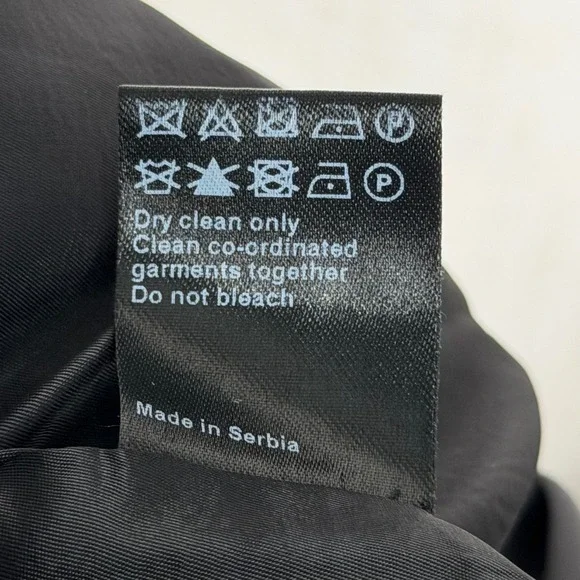 P
P
Dry clean only
Clean co-ordinated
garments together
Do not bleach
Made in Serbia